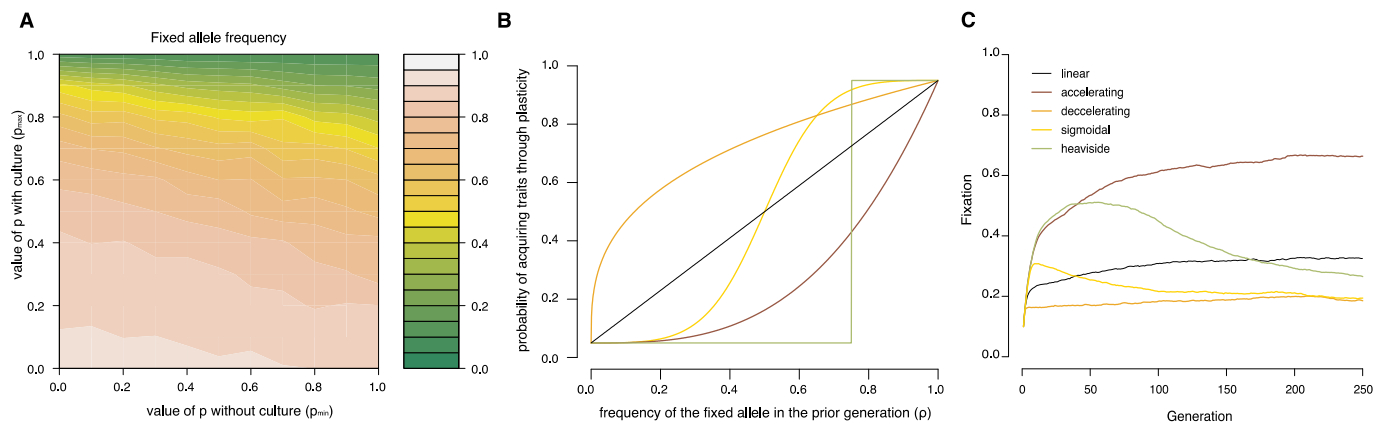 A
Fixed allele frequency
value of p with culture (pmax)
1.0
0.8
0.6
0.4
0.2
0.0
0.0 0.2 0.4 0.6 0.8 1.0
value of p without culture (pmin)
1.0
0.8
0.6
0.4
0.2
0.0
B
probability of acquiring traits through plasticity
1.0
0.8
0.6
0.4
0.2
0.0
0.0 0.2 0.4 0.6 0.8 1.0
frequency of the fixed allele in the prior generation (ρ)
C
Fixation
1.0
0.8
0.6
0.4
0.2
0.0
linear
accelerating
deccelerating
sigmoidal
heaviside
0 50 100 150 200 250
Generation